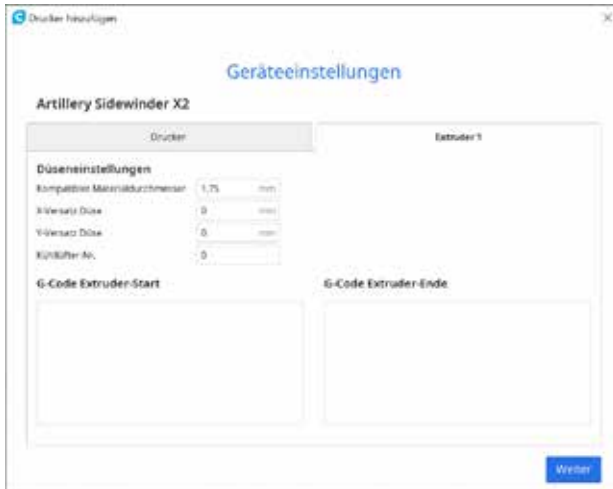 Drucker hinzufügen
Geräteeinstellungen
Artillery Sidewinder X2
Drucker Extruder 1
Düseneinstellungen
Kompatibler Materialdurchmesser 1.75 mm
X-Versatz Düse 0 mm
Y-Versatz Düse 0 mm
Kühllüfter-Nr. 0
G-Code Extruder-Start G-Code Extruder-Ende
Weiter